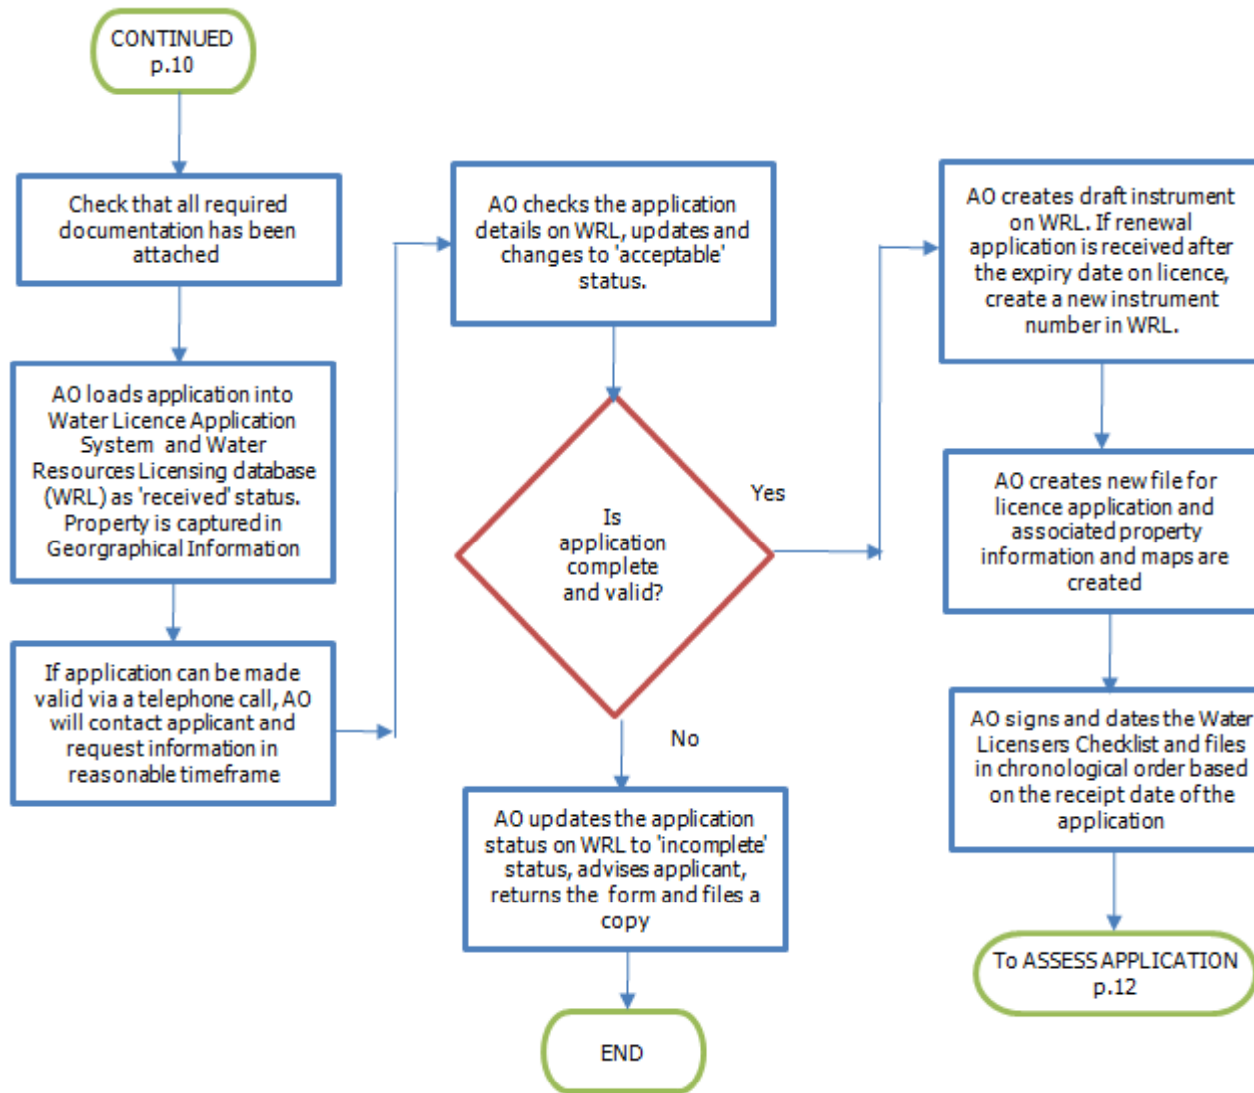 CONTINUED
p.10
Check that all required
documentation has been
attached
AO loads application into
Water Licence Application
System and Water
Resources Licensing database
(WRL) as 'received' status.
Property is captured in
Georgraphical Information
If application can be made
valid via a telephone call, AO
will contact applicant and
request information in
reasonable timeframe
AO checks the application
details on WRL, updates and
changes to 'acceptable'
status.
Is
application
complete
and valid?
Yes
No
AO updates the application
status on WRL to 'incomplete'
status, advises applicant,
returns the form and files a
copy
END
AO creates draft instrument
on WRL. If renewal
application is received after
the expiry date on licence,
create a new instrument
number in WRL.
AO creates new file for
licence application and
associated property
information and maps are
created
AO signs and dates the Water
Licensers Checklist and files
in chronological order based
on the receipt date of the
application
To ASSESS APPLICATION
p.12